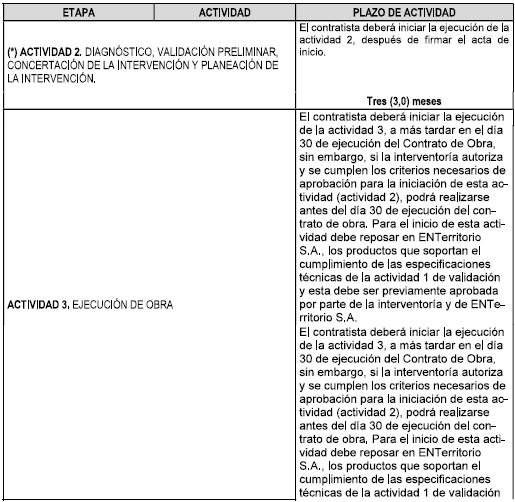 ETAPA ACTIVIDAD PLAZO DE ACTIVIDAD
(*) ACTIVIDAD 2. DIAGNÓSTICO, VALIDACIÓN PRELIMINAR,
CONCERTACIÓN DE LA INTERVENCIÓN Y PLANEACIÓN DE
LA INTERVENCIÓN.
El contratista deberá iniciar la ejecución de la
actividad 2, después de firmar el acta de
inicio.
Tres (3,0) meses
ACTIVIDAD 3. EJECUCIÓN DE OBRA
El contratista deberá iniciar la ejecución
de la actividad 3, a más tardar en el día
30 de ejecución del Contrato de Obra,
sin embargo, si la interventoría autoriza
y se cumplen los criterios necesarios de
aprobación para la iniciación de esta ac-
tividad (actividad 2), podrá realizarse
antes del día 30 de ejecución del con-
trato de obra. Para el inicio de esta acti-
vidad debe reposar en ENTerritorio
S.A., los productos que soportan el
cumplimiento de las especificaciones
técnicas de la actividad 1 de validación
y esta debe ser previamente aprobada
por parte de la interventoría y de ENTe-
rritorio S.A.
El contratista deberá iniciar la ejecución
de la actividad 3, a más tardar en el día
30 de ejecución del Contrato de Obra,
sin embargo, si la interventoría autoriza
y se cumplen los criterios necesarios de
aprobación para la iniciación de esta ac-
tividad (actividad 2), podrá realizarse
antes del día 30 de ejecución del con-
trato de obra, Para el inicio de esta acti-
vidad debe reposar en ENTerritorio
S.A., los productos que soportan el
cumplimiento de las especificaciones
técnicas de la actividad 1 de validación